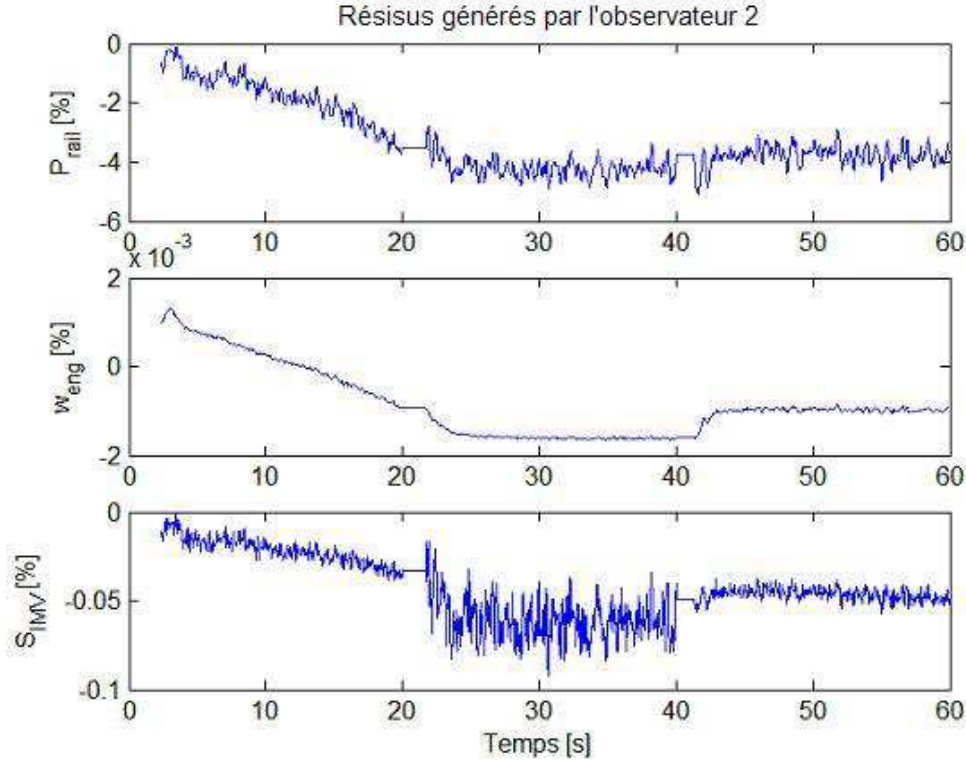 Résisus générés par l'observateur 2
0
-2
-4
-6
P_rail [%]
0 10 20 30 40 50 60
x 10^-3
2
0
-2
w_eng [%]
0 10 20 30 40 50 60
0
-0.05
-0.1
S_IMV [%]
0 10 20 30 40 50 60
Temps [s]